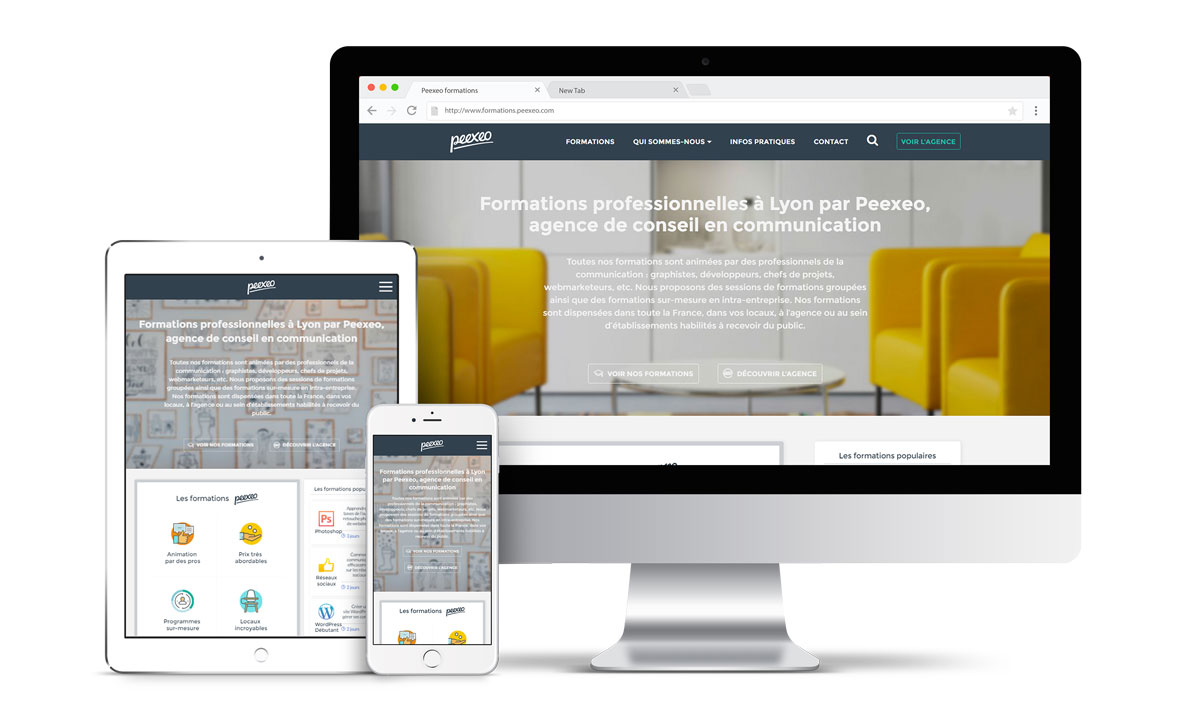 Peexeo formations
New Tab
http://www.formations.peexeo.com
peexeo
FORMATIONS
QUI SOMMES-NOUS
INFOS PRATIQUES
CONTACT
VOIR L'AGENCE
Formations professionnelles à Lyon par Peexeo,
agence de conseil en communication
Toutes nos formations sont animées par des professionnels de la
communication : graphistes, développeurs, chefs de projets,
webmarketeurs, etc. Nous proposons des sessions de formations groupées
ainsi que des formations sur-mesure en intra-entreprise. Nos formations
sont dispensées dans toute la France, dans vos locaux, à l'agence ou au sein
d'établissements habilités à recevoir du public.
VOIR NOS FORMATIONS
DÉCOUVRIR L'AGENCE
Les formations populaires
peexeo
Formations professionnelles à Lyon par Peexeo,
agence de conseil en communication
Toutes nos formations sont animées par des professionnels de la
communication : graphistes, développeurs, chefs de projets,
webmarketeurs, etc. Nous proposons des sessions de formations
groupées ainsi que des formations sur-mesure en intra-entreprise.
Nos formations sont dispensées dans toute la France, dans vos
locaux, à l'agence ou au sein d'établissements habilités à recevoir du
public.
VOIR NOS FORMATIONS
DÉCOUVRIR L'AGENCE
Les formations peexeo
Animation
par des pros
Prix très
abordables
Programmes
sur-mesure
Locaux
incroyables
Les formations popu
Ps
Photoshop
2 jours
Réseaux
sociaux
2 jours
WordPress
Débutant
2 jours
peexeo
Formations professionnelles à Lyon
par Peexeo, agence de conseil en
communication
VOIR NOS FORMATIONS
DÉCOUVRIR L'AGENCE
Les formations peexeo